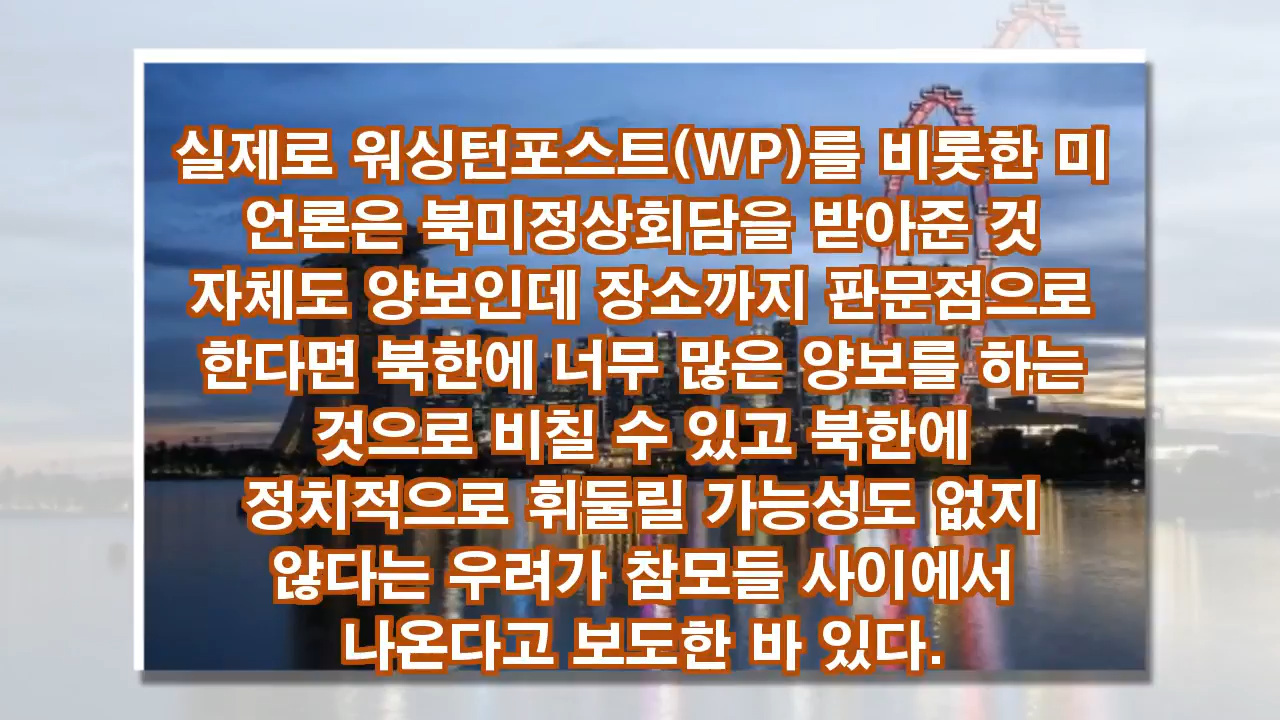 실제로 워싱턴포스트(WP)를 비롯한 미
언론은 북미정상회담을 받아준 것
자체도 양보인데 장소까지 판문점으로
한다면 북한에 너무 많은 양보를 하는
것으로 비칠 수 있고 북한에
정치적으로 휘둘릴 가능성도 없지
않다는 우려가 참모들 사이에서
나온다고 보도한 바 있다.